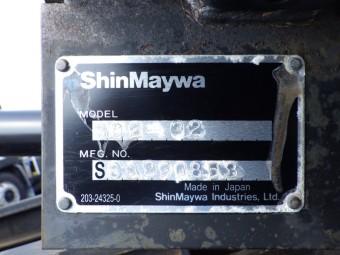 ShinMaywa
MODEL
MFG. NO.
Made in Japan
203-24325-0
ShinMaywa Industries, Ltd.